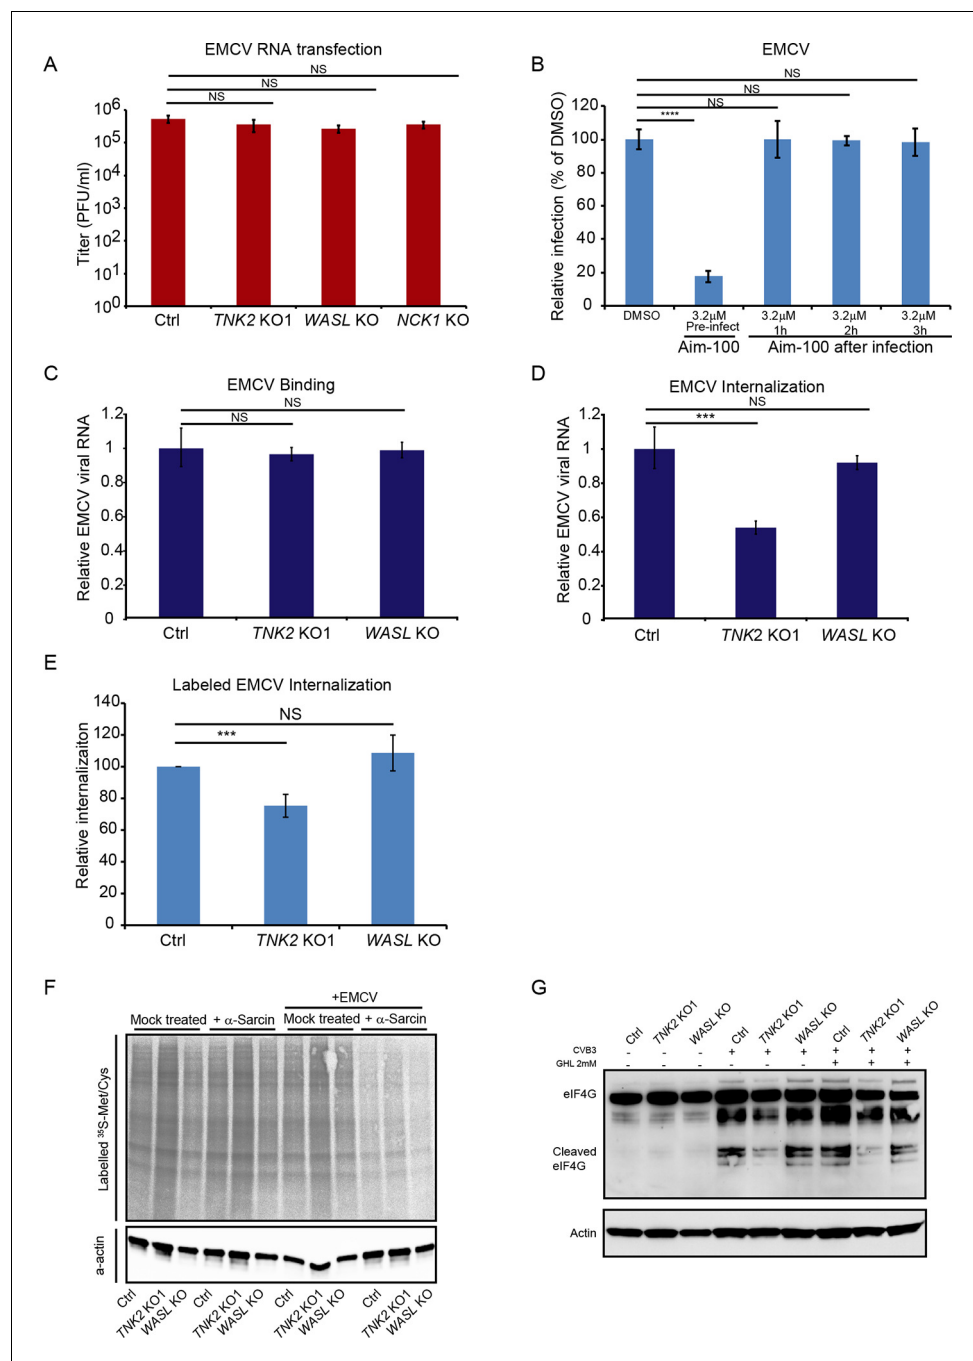 A
EMCV RNA transfection
NS
NS
NS
Titer (PFU/ml)
10^6
10^5
10^4
10^3
10^2
10^1
10^0
Ctrl TNK2 KO1 WASL KO NCK1 KO
B
EMCV
NS
NS
NS
****
Relative infection (% of DMSO)
120
100
80
60
40
20
0
DMSO 3.2µM 3.2µM 3.2µM 3.2µM
Pre-infect 1h 2h 3h
Aim-100 Aim-100 after infection
C
EMCV Binding
NS
NS
Relative EMCV viral RNA
1.2
1
0.8
0.6
0.4
0.2
0
Ctrl TNK2 KO1 WASL KO
D
EMCV Internalization
NS
***
Relative EMCV viral RNA
1.2
1
0.8
0.6
0.4
0.2
0
Ctrl TNK2 KO1 WASL KO
E
Labeled EMCV Internalization
NS
***
Relative internalizaiton
140
120
100
80
60
40
20
0
Ctrl TNK2 KO1 WASL KO
F
+EMCV
Mock treated + α-Sarcin Mock treated + α-Sarcin
Labelled 35S-Met/Cys
a-actin
Ctrl TNK2 KO1 WASL KO Ctrl TNK2 KO1 WASL KO Ctrl TNK2 KO1 WASL KO Ctrl TNK2 KO1 WASL KO
G
Ctrl TNK2 KO1 WASL KO Ctrl TNK2 KO1 WASL KO Ctrl TNK2 KO1 WASL KO
CVB3 - - - + + + + + +
GHL 2mM - - - - - - + + +
eIF4G
Cleaved
eIF4G
Actin